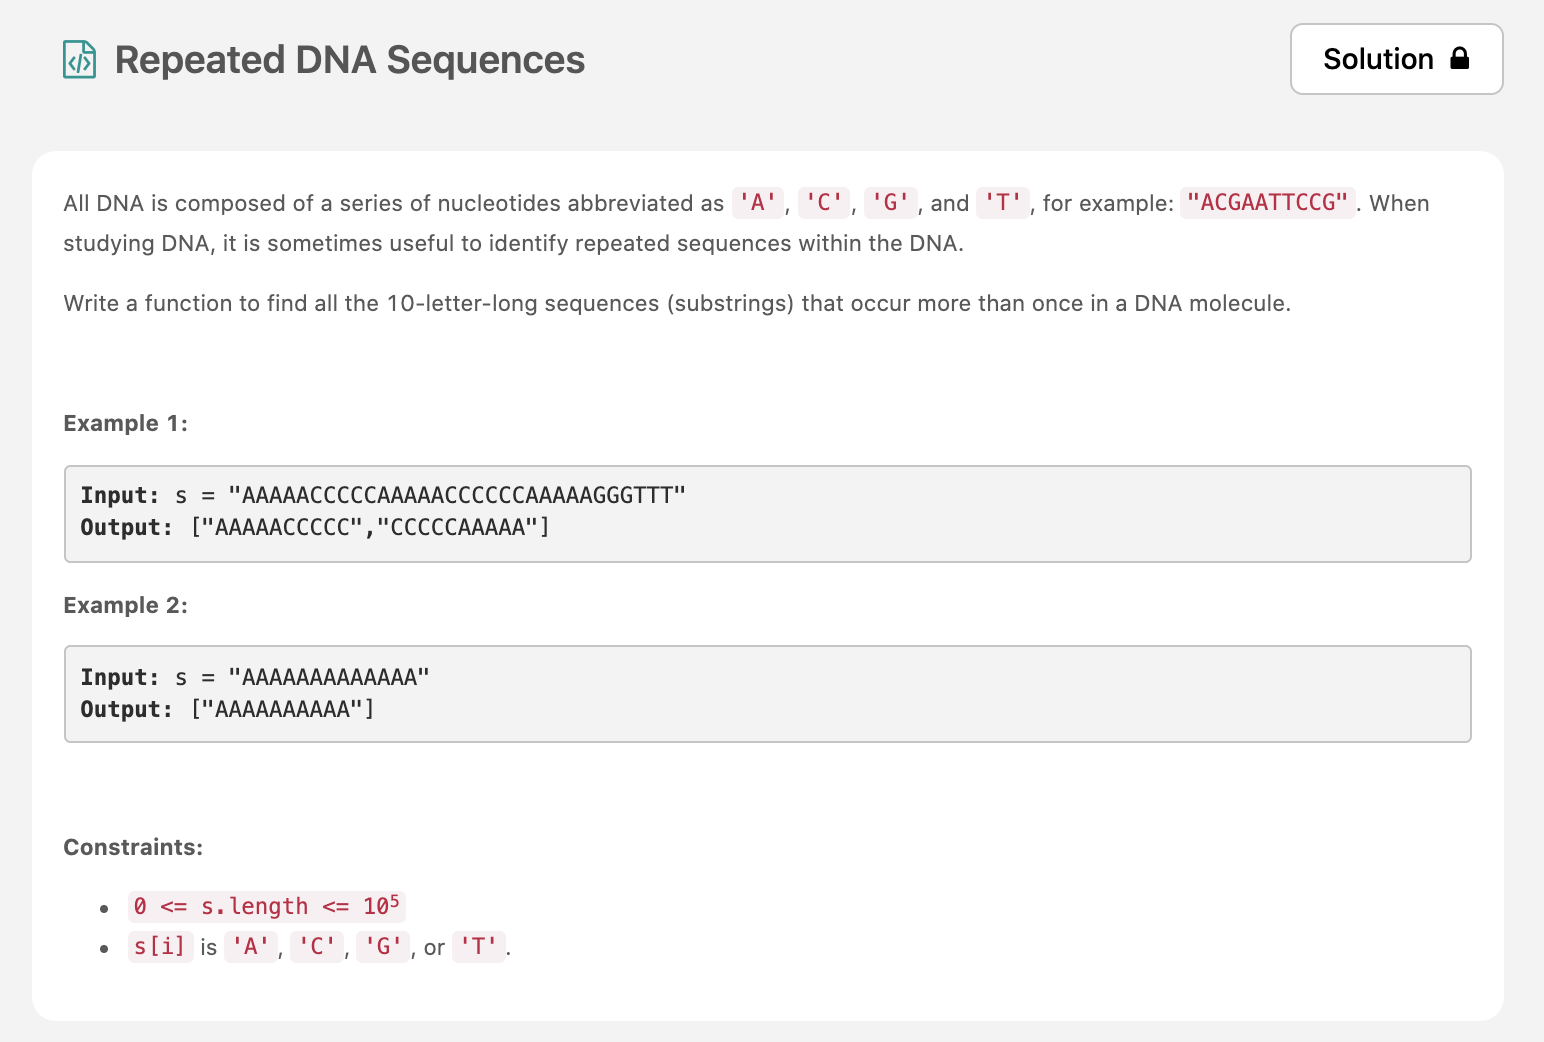 Repeated DNA Sequences
Solution
All DNA is composed of a series of nucleotides abbreviated as 'A', 'C', 'G', and 'T', for example: "ACGAATTCCG". When
studying DNA, it is sometimes useful to identify repeated sequences within the DNA.
Write a function to find all the 10-letter-long sequences (substrings) that occur more than once in a DNA molecule.
Example 1:
Input: s = "AAAAACCCCCAAAAACCCCCCAAAAAGGGTTT"
Output: ["AAAAACCCCC","CCCCCAAAAA"]
Example 2:
Input: s = "AAAAAAAAAAAAA"
Output: ["AAAAAAAAAA"]
Constraints:
• 0 <= s.length <= 10⁵
• s[i] is 'A', 'C', 'G', or 'T'.